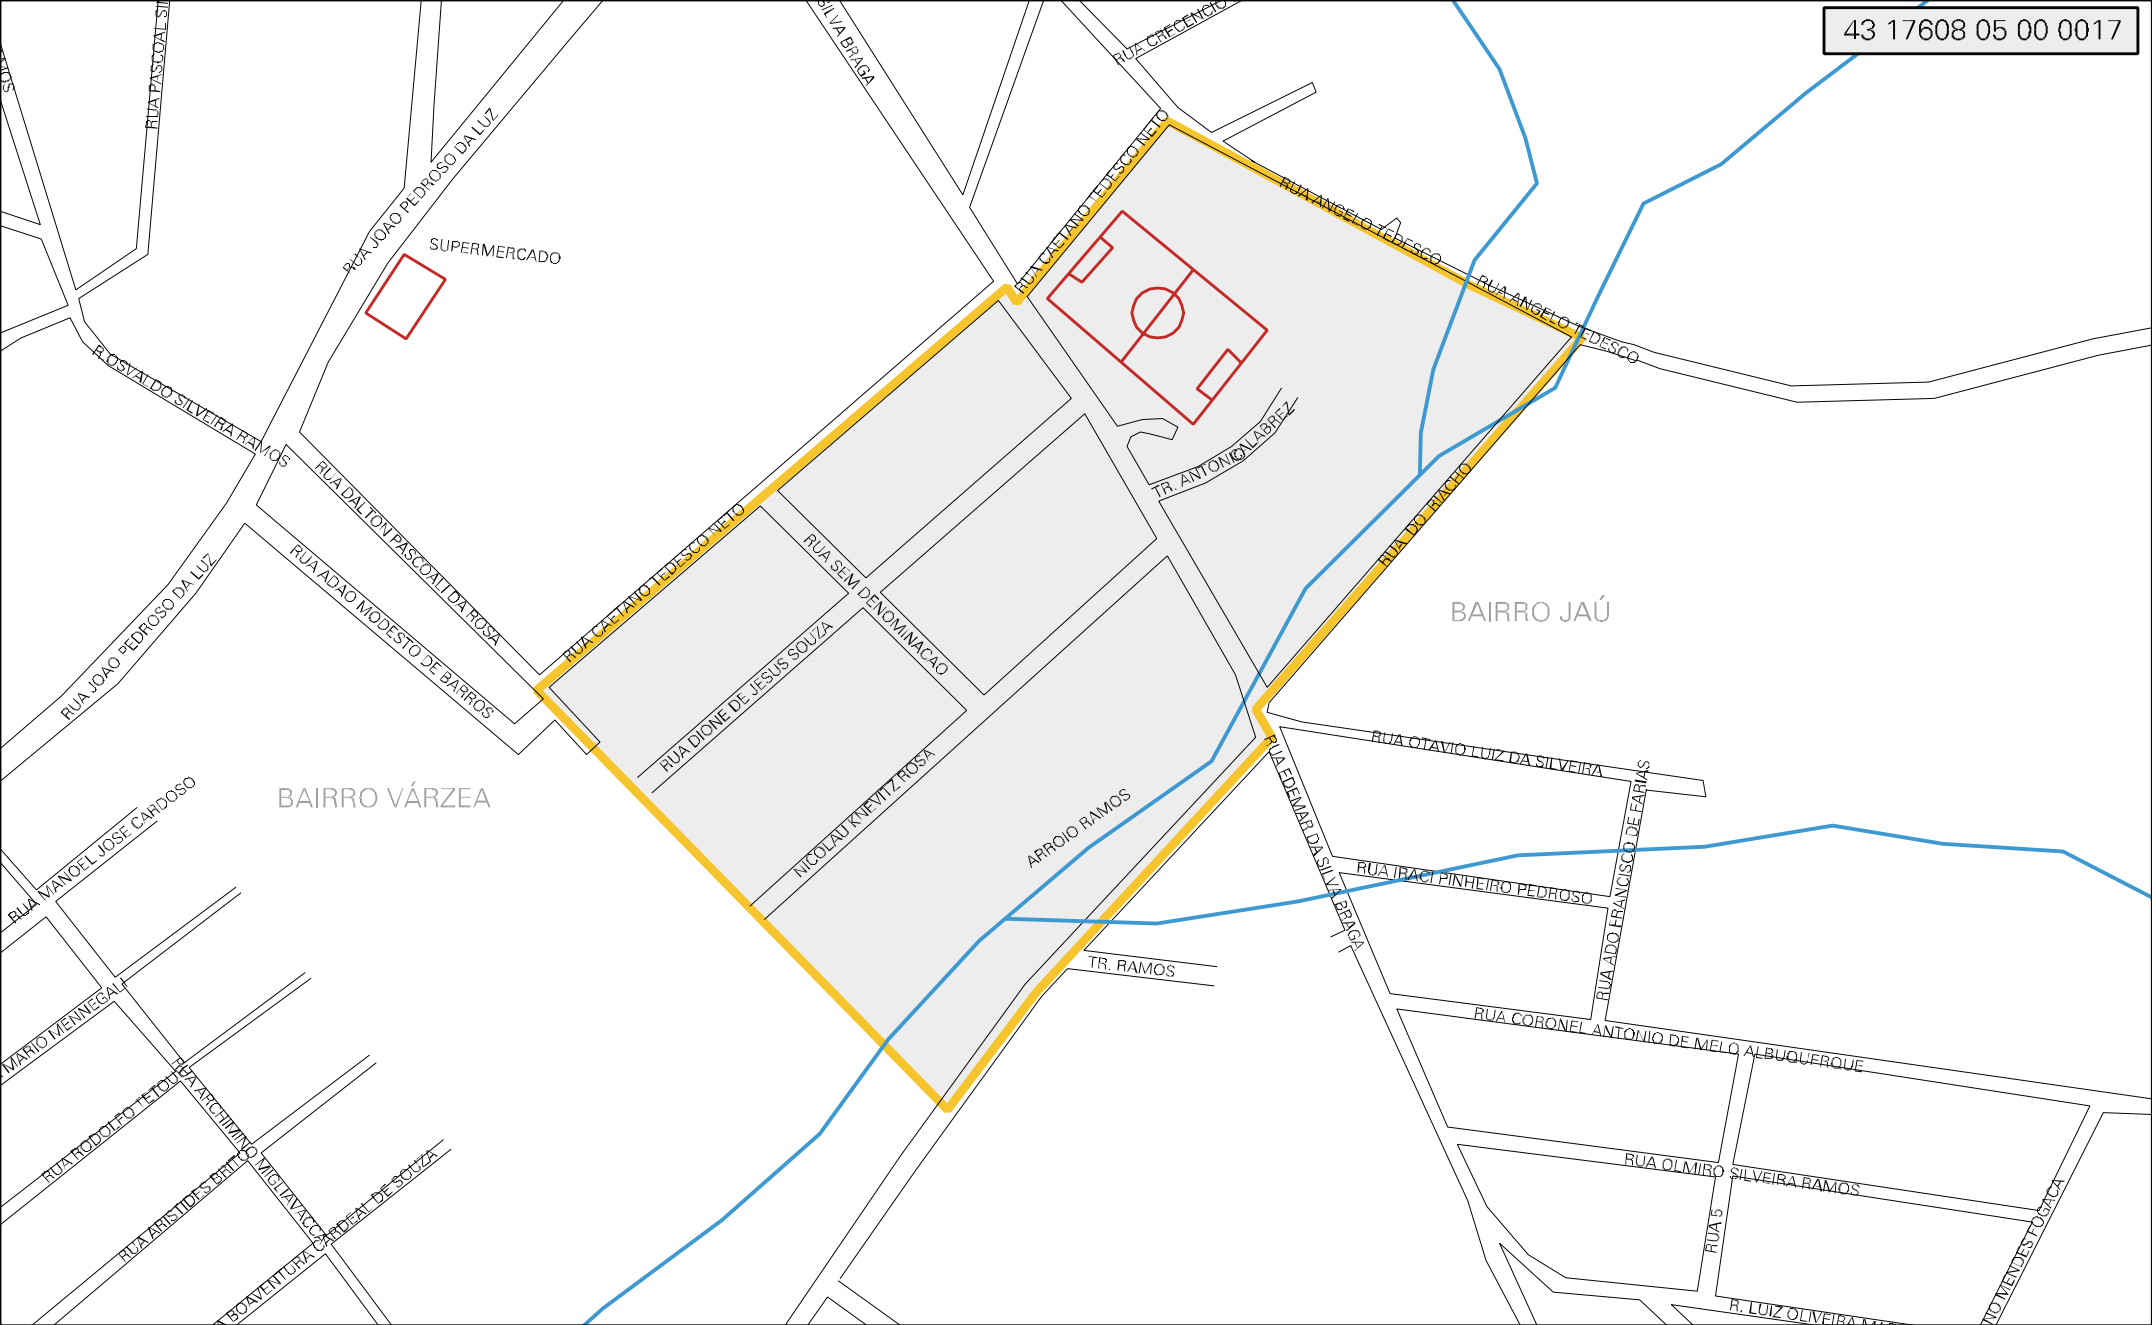 43 17608 05 00 0017
SILVA BRAGA
RUA CRECENCIO
RUA PASCOAL SI
RUA JOAO PEDROSO DA LUZ
SUPERMERCADO
RUA CAETANO TEDESCO NETO
RUA ANGELO TEDESCO
RUA ANGELO TEDESCO
R OSVALDO SILVEIRA RAMOS
RUA DALTON PASCOALI DA ROSA
TR. ANTONIO CALABREZ
RUA DO RIACHO
RUA CAETANO TEDESCO NETO
RUA SEM DENOMINACAO
RUA ADAO MODESTO DE BARROS
RUA JOAO PEDROSO DA LUZ
BAIRRO JAÚ
RUA DIONE DE JESUS SOUZA
NICOLAU KNEVITZ ROSA
BAIRRO VÁRZEA
ARROIO RAMOS
RUA OTAVIO LUIZ DA SILVEIRA
RUA EDEMAR DA SILVA BRAGA
RUA ADO FRANCISCO DE FARIAS
RUA IRACI PINHEIRO PEDROSO
RUA MANOEL JOSE CARDOSO
TR. RAMOS
MARIO MENNEGAL
RUA CORONEL ANTONIO DE MELO ALBUQUERQUE
RUA RODOLFO TETOUR
RUA ARCHIMINO MIGLIAVACCA
RUA ARISTIDES BRITO
BOAVENTURA CARDEAL DE SOUZA
RUA OLMIRO SILVEIRA RAMOS
RUA 5
NO MENDES FOGACA
R. LUIZ OLIVEIRA